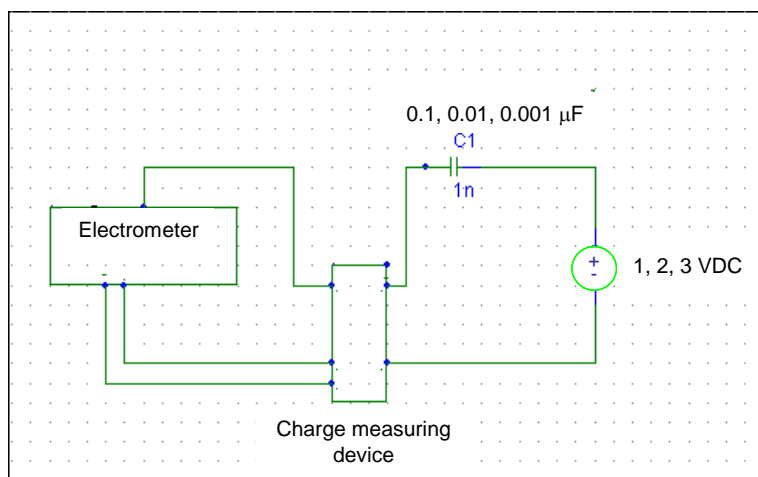 0.1, 0.01, 0.001 μF
C1
1n
Electrometer
+
-
1, 2, 3 VDC
Charge measuring
device